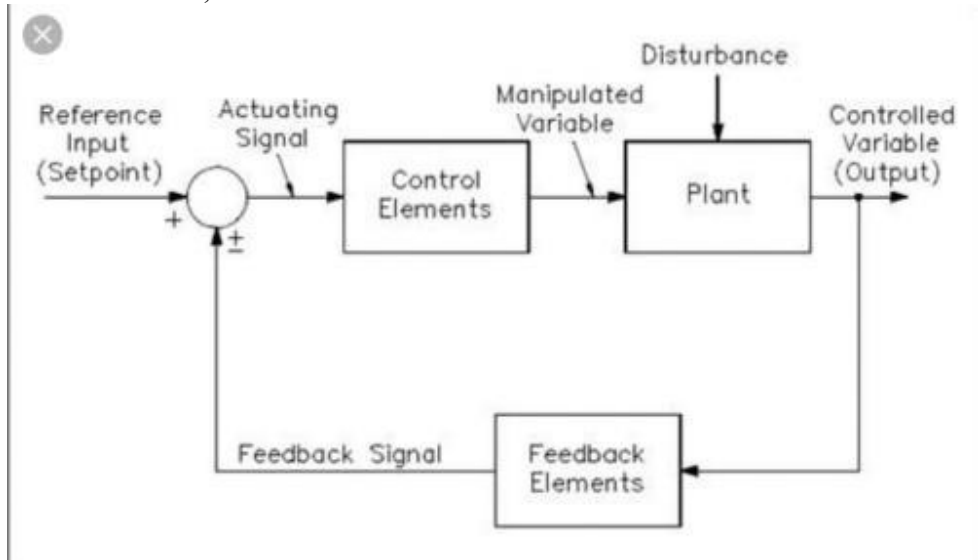 Disturbance
Reference
Input
(Setpoint)
Actuating
Signal
Manipulated
Variable
Controlled
Variable
(Output)
+
±
Control
Elements
Plant
Feedback Signal
Feedback
Elements